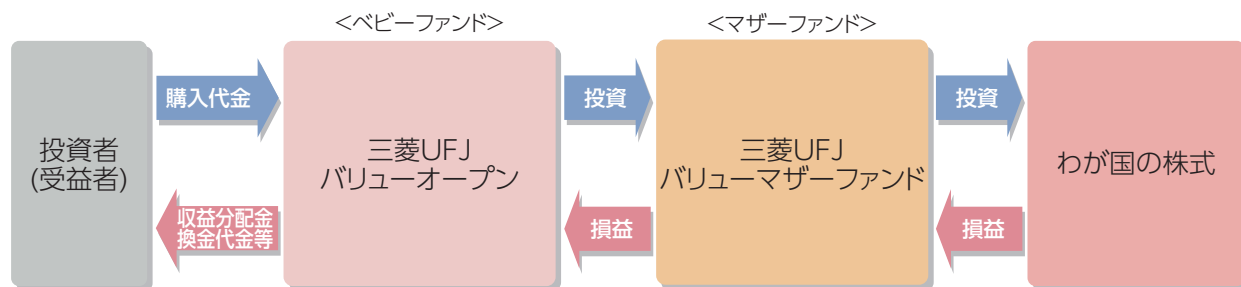 <ベビーファンド>
<マザーファンド>
投資者
(受益者)
購入代金
収益分配金
換金代金等
三菱UFJ
バリューオープン
投資
損益
三菱UFJ
バリューマザーファンド
投資
損益
わが国の株式